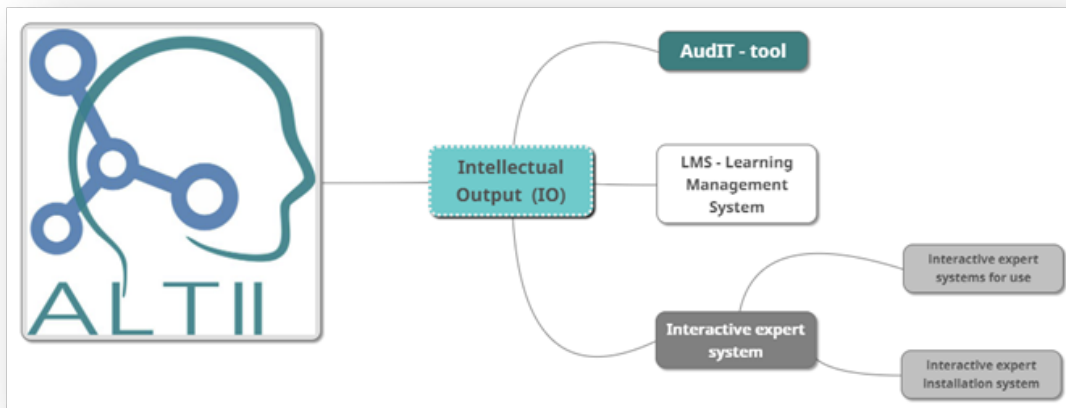 ALTII
Intellectual
Output (IO)
AudIT - tool
LMS - Learning
Management
System
Interactive expert
system
Interactive expert
systems for use
Interactive expert
Installation system